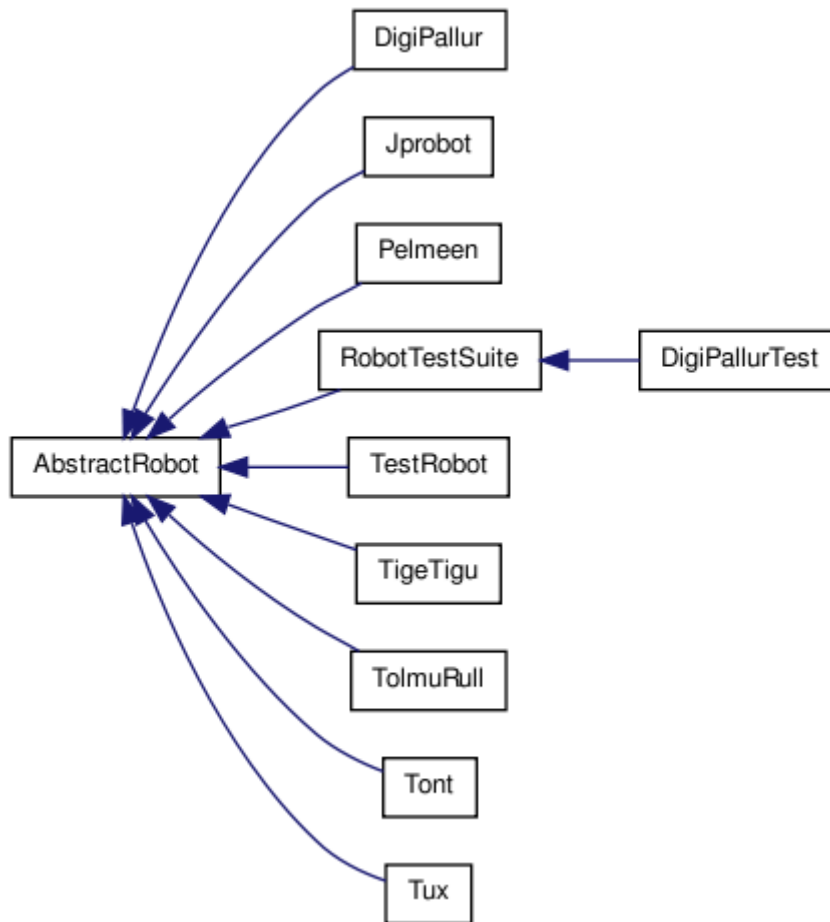 DigiPallur
Jprobot
Pelmeen
RobotTestSuite
DigiPallurTest
AbstractRobot
TestRobot
TigeTigu
TolmuRull
Tont
Tux